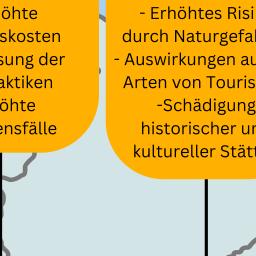 öhte
skosten
sung der
aktiken
öhte
ensfälle
- Erhöhtes Risi
durch Naturgefa
- Auswirkungen au
Arten von Touris
-Schädigung
historischer un
kultureller Stätt